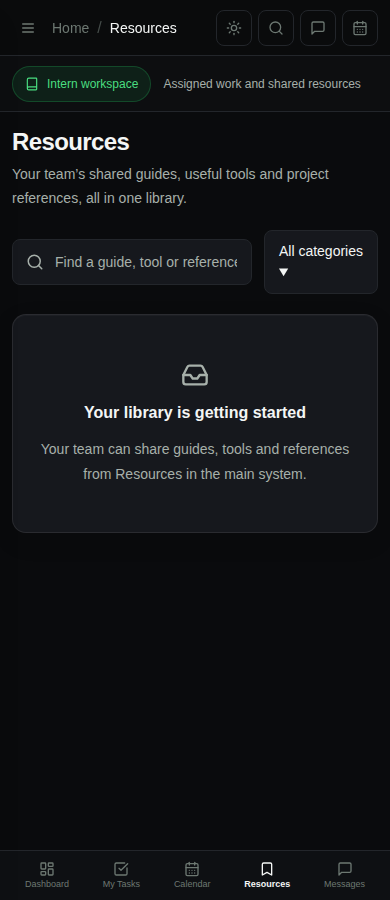 Home / Resources
Intern workspace
Assigned work and shared resources
Resources
Your team's shared guides, useful tools and project
references, all in one library.
Find a guide, tool or reference
All categories
Your library is getting started
Your team can share guides, tools and references
from Resources in the main system.
Dashboard
My Tasks
Calendar
Resources
Messages